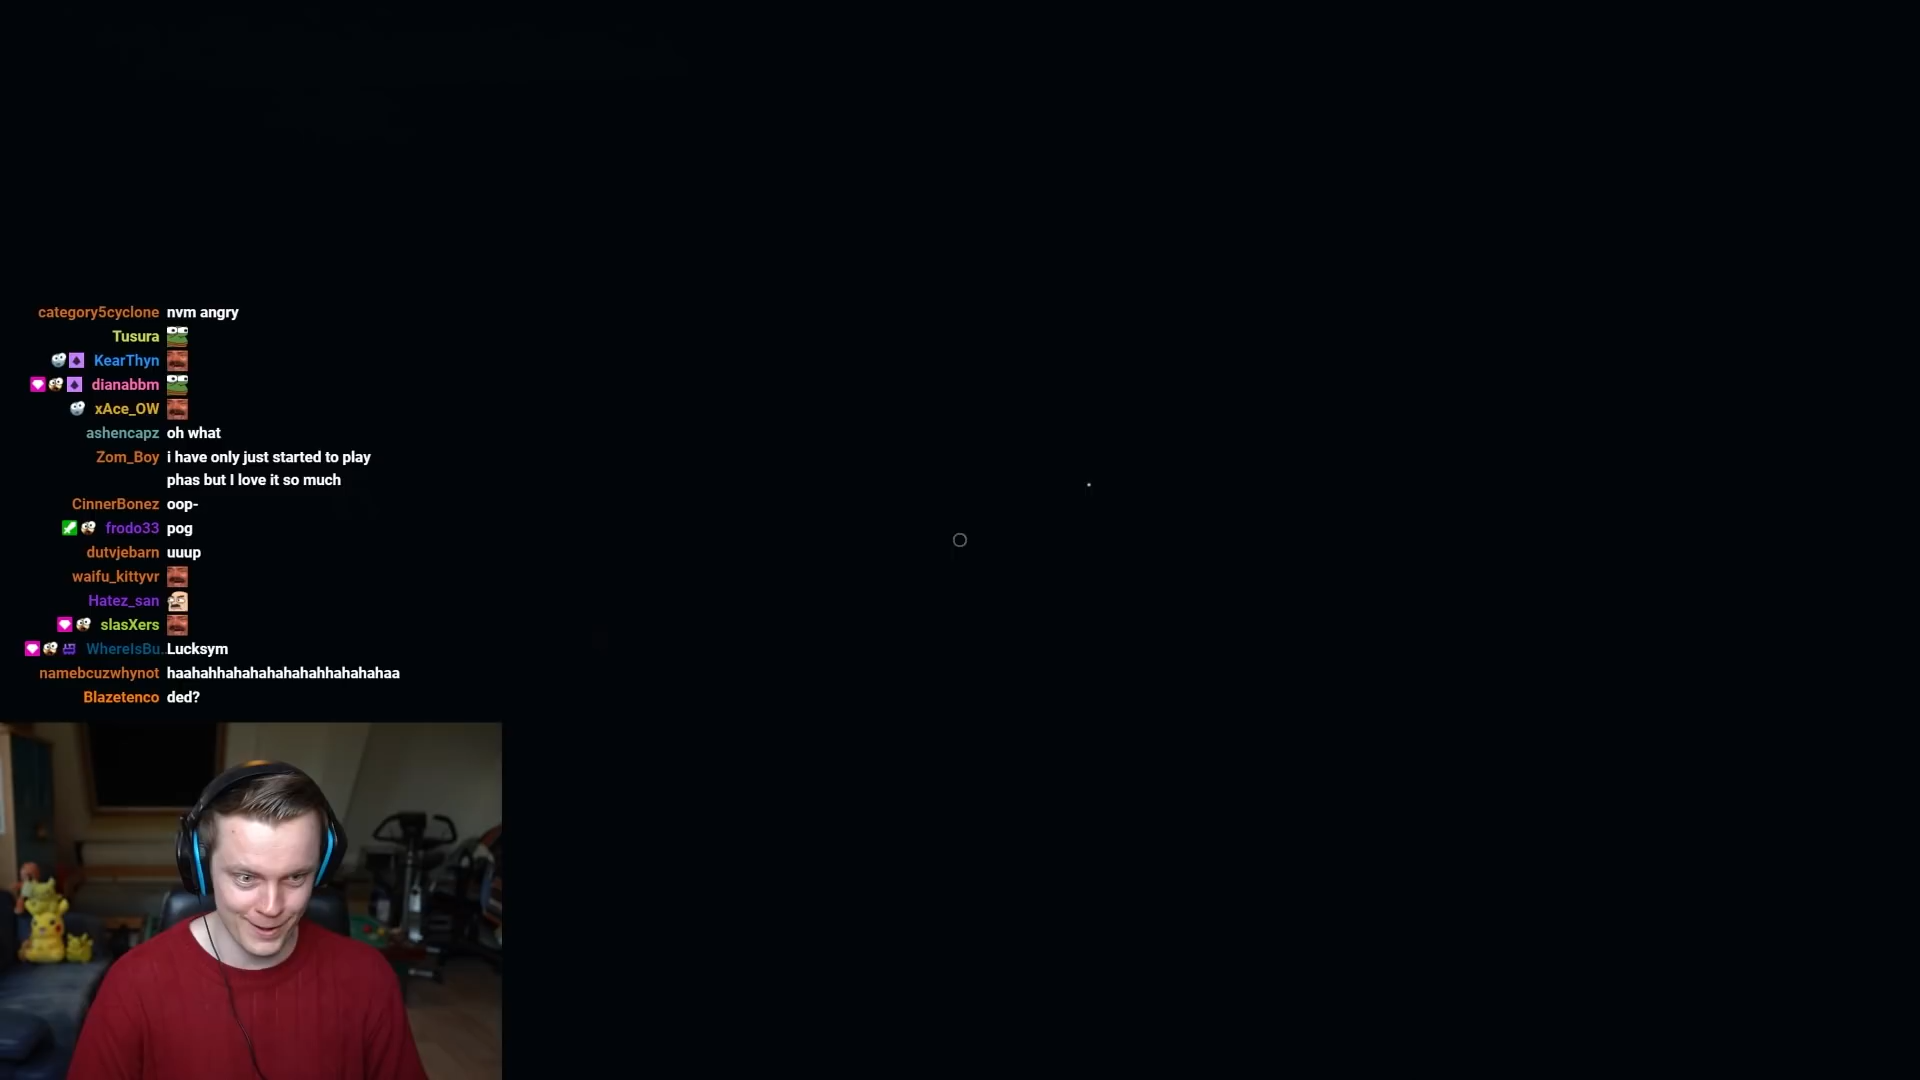 category5cyclone nvm angry
Tusura
KearThyn
dianabbm
xAce_OW
ashencapz oh what
Zom_Boy i have only just started to play
phas but I love it so much
CinnerBonez oop-
frodo33 pog
dutvjebarn uuup
waifu_kittyvr
Hatez_san
slasXers
WhereIsBu.. Lucksym
namebcuzwhynot haahahhahahahahahahhahahahaa
Blazetenco ded?